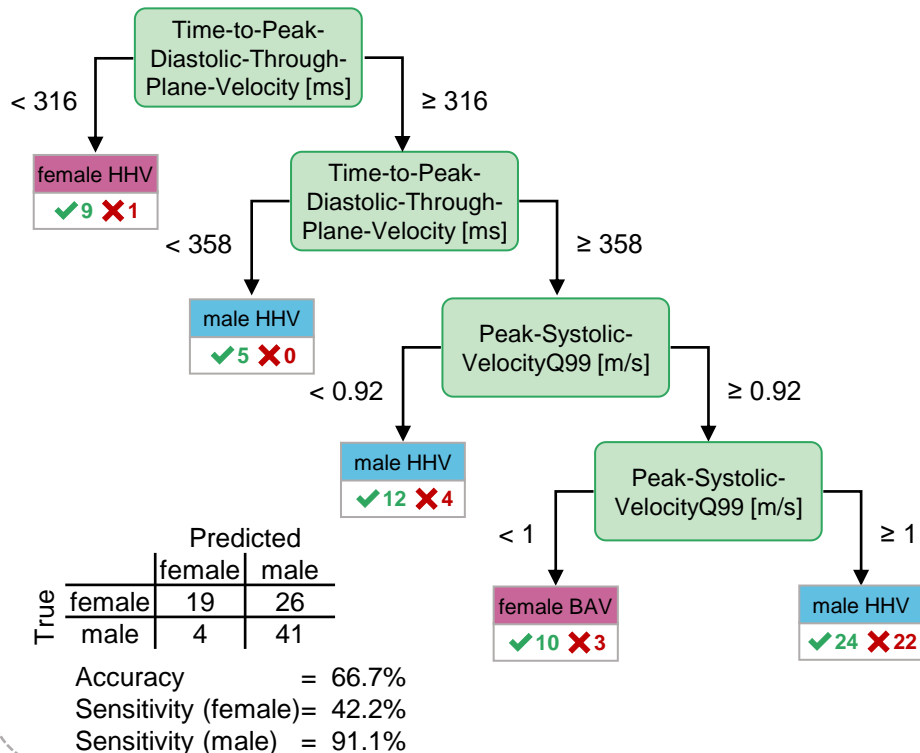 Time-to-Peak-
Diastolic-Through-
Plane-Velocity [ms]
< 316
≥ 316
female HHV
9 1
Time-to-Peak-
Diastolic-Through-
Plane-Velocity [ms]
< 358
≥ 358
male HHV
5 0
Peak-Systolic-
VelocityQ99 [m/s]
< 0.92
≥ 0.92
male HHV
12 4
Peak-Systolic-
VelocityQ99 [m/s]
< 1
≥ 1
female BAV
10 3
male HHV
24 22
Predicted
female male
True
female 19 26
male 4 41
Accuracy = 66.7%
Sensitivity (female)= 42.2%
Sensitivity (male) = 91.1%